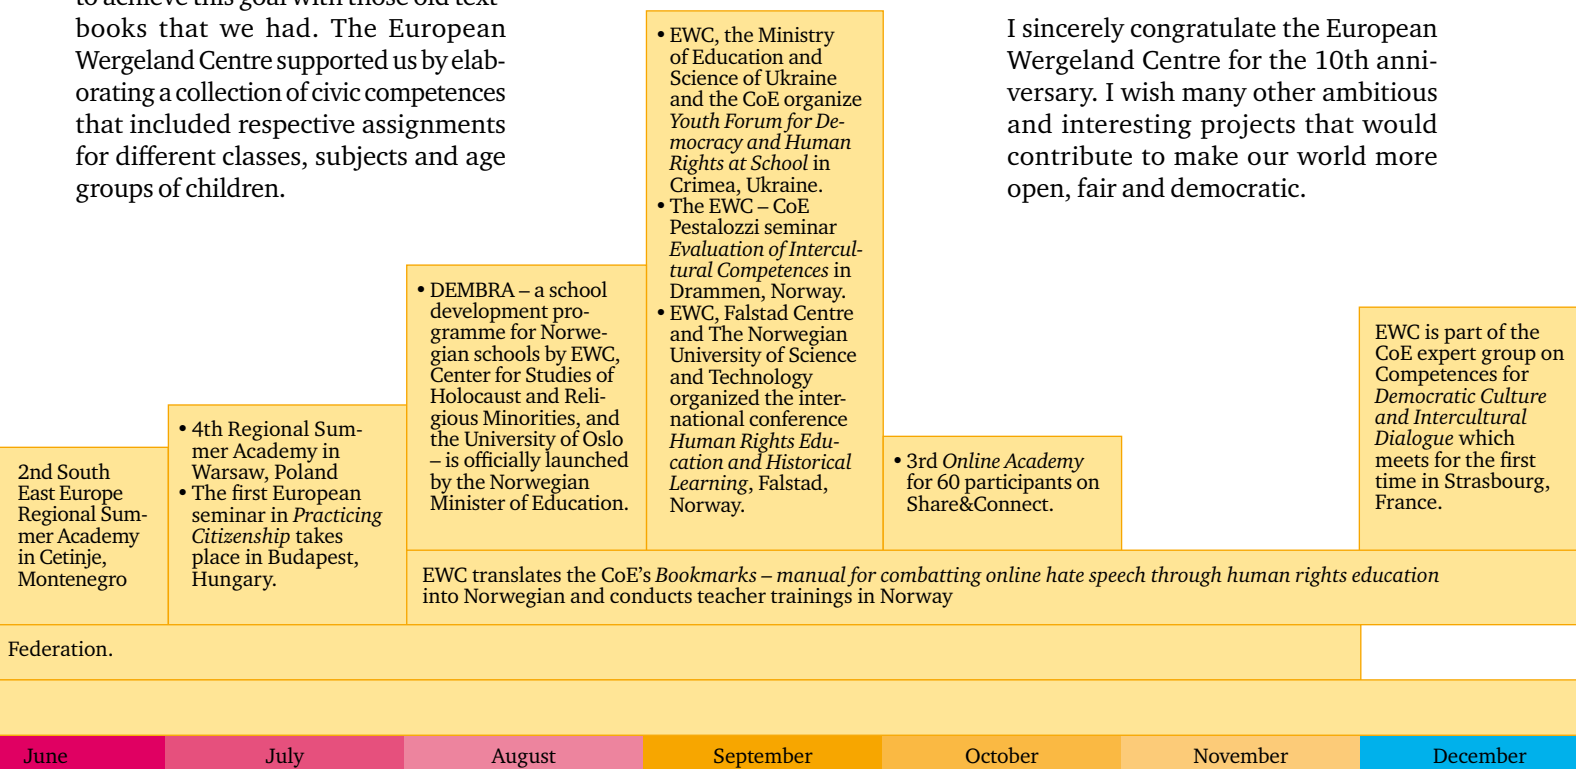 to achieve this goal with those old text-
books that we had. The European
Wergeland Centre supported us by elab-
orating a collection of civic competences
that included respective assignments
for different classes, subjects and age
groups of children.
I sincerely congratulate the European
Wergeland Centre for the 10th anni-
versary. I wish many other ambitious
and interesting projects that would
contribute to make our world more
open, fair and democratic.
2nd South
East Europe
Regional Sum-
mer Academy
in Cetinje,
Montenegro
• 4th Regional Sum-
mer Academy in
Warsaw, Poland
• The first European
seminar in Practicing
Citizenship takes
place in Budapest,
Hungary.
• DEMBRA – a school
development pro-
gramme for Norwe-
gian schools by EWC,
Center for Studies of
Holocaust and Reli-
gious Minorities, and
the University of Oslo
– is officially launched
by the Norwegian
Minister of Education.
• EWC, the Ministry
of Education and
Science of Ukraine
and the CoE organize
Youth Forum for De-
mocracy and Human
Rights at School in
Crimea, Ukraine.
• The EWC – CoE
Pestalozzi seminar
Evaluation of Intercul-
tural Competences in
Drammen, Norway.
• EWC, Falstad Centre
and The Norwegian
University of Science
and Technology
organized the inter-
national conference
Human Rights Edu-
cation and Historical
Learning, Falstad,
Norway.
• 3rd Online Academy
for 60 participants on
Share&Connect.
EWC is part of the
CoE expert group on
Competences for
Democratic Culture
and Intercultural
Dialogue which
meets for the first
time in Strasbourg,
France.
EWC translates the CoE’s Bookmarks – manual for combatting online hate speech through human rights education
into Norwegian and conducts teacher trainings in Norway
Federation.
June
July
August
September
October
November
December